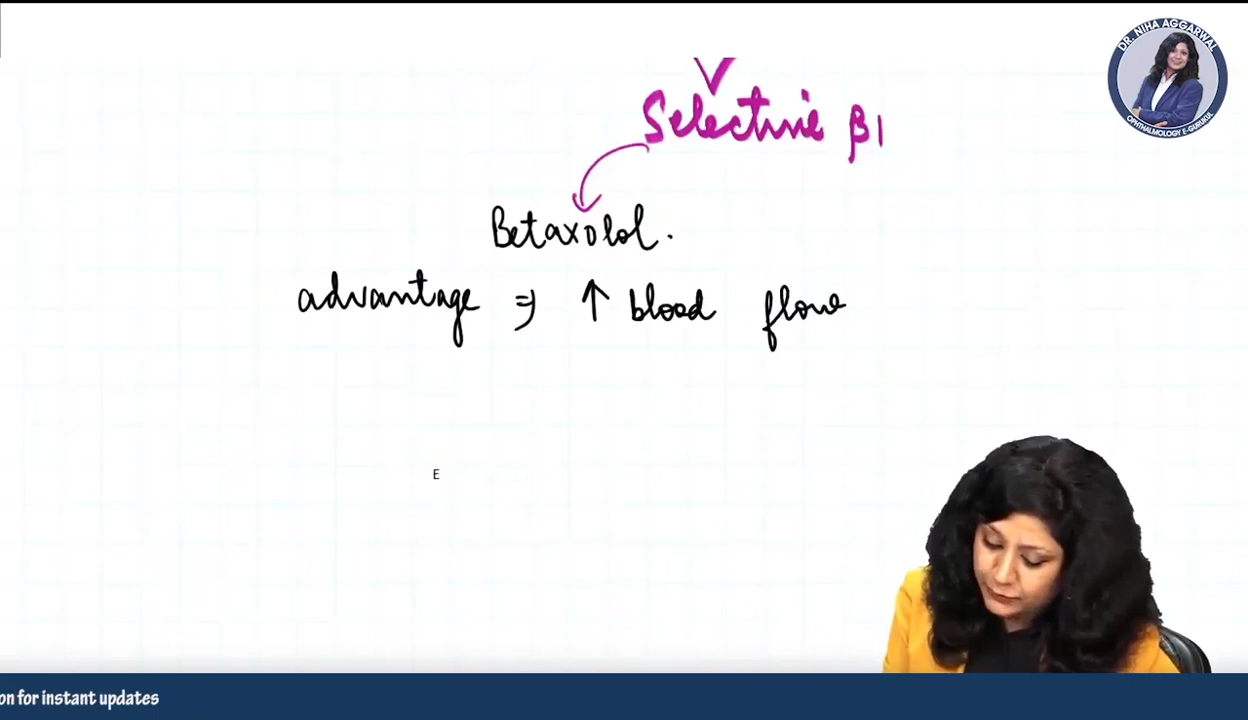 DR. NIHA AGGARWAL
OPHTHALMOLOGY E-GURUKUL
Selective β1
Betaxolol.
advantage ⇒ ↑ blood flow
E
on for instant updates